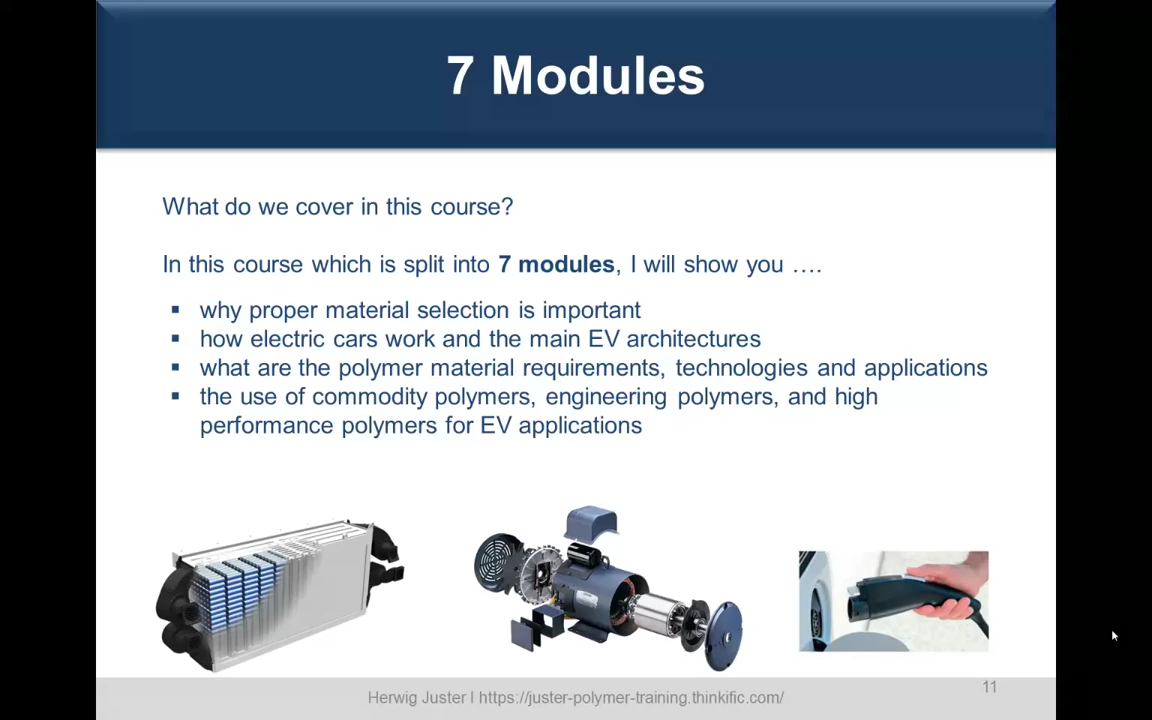 7 Modules
What do we cover in this course?
In this course which is split into 7 modules, I will show you ….
▪ why proper material selection is important
▪ how electric cars work and the main EV architectures
▪ what are the polymer material requirements, technologies and applications
▪ the use of commodity polymers, engineering polymers, and high
performance polymers for EV applications
Herwig Juster I https://juster-polymer-training.thinkific.com/
11